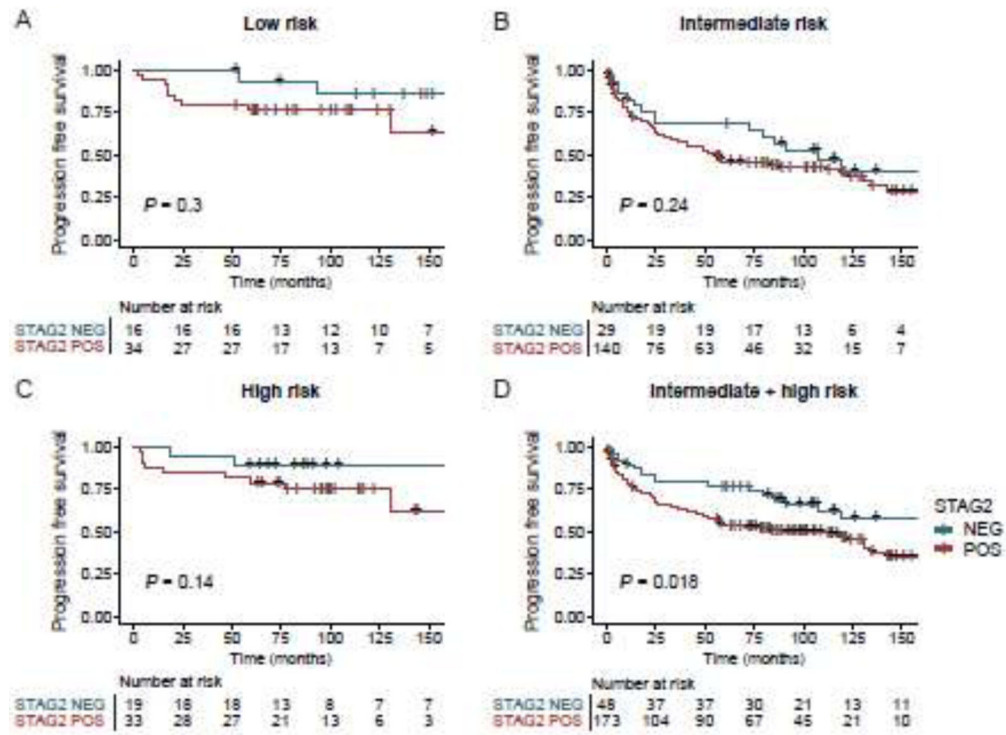 A
Low risk
Progression free survival
1.00
0.75
0.50
0.25
0.00
P = 0.3
0 25 50 75 100 125 150
Time (months)
Number at risk
STAG2 NEG 16 16 16 13 12 10 7
STAG2 POS 34 27 27 17 13 7 5
B
Intermediate risk
Progression free survival
1.00
0.75
0.50
0.25
0.00
P = 0.24
0 25 50 75 100 125 150
Time (months)
Number at risk
STAG2 NEG 29 19 19 17 13 6 4
STAG2 POS 140 76 63 46 32 15 7
C
High risk
Progression free survival
1.00
0.75
0.50
0.25
0.00
P = 0.14
0 25 50 75 100 125 150
Time (months)
Number at risk
STAG2 NEG 19 18 18 13 8 7 7
STAG2 POS 33 28 27 21 13 6 3
D
Intermediate + high risk
Progression free survival
1.00
0.75
0.50
0.25
0.00
P = 0.018
0 25 50 75 100 125 150
Time (months)
Number at risk
STAG2 NEG 48 37 37 30 21 13 11
STAG2 POS 173 104 90 67 45 21 10
STAG2
NEG
POS